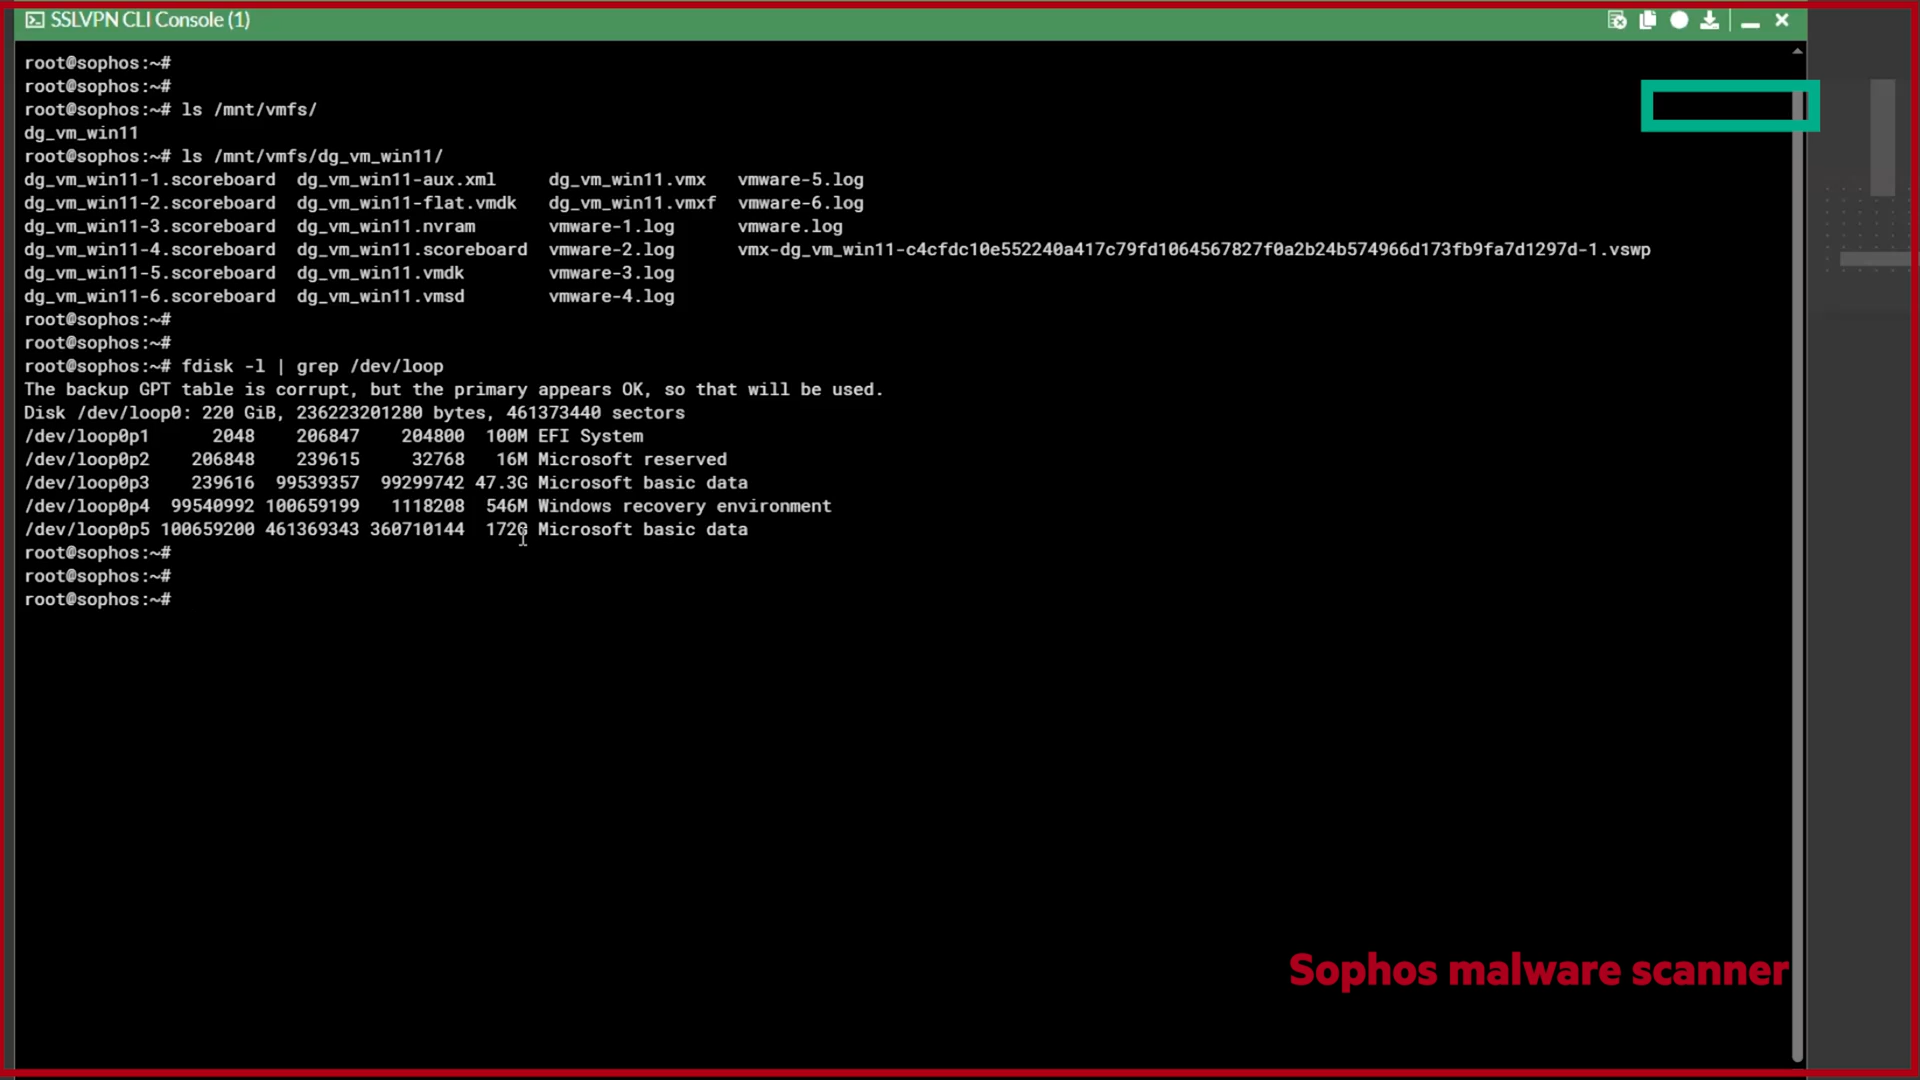 SSLVPN CLI Console (1)
root@sophos:~#
root@sophos:~#
root@sophos:~# ls /mnt/vmfs/
dg_vm_win11
root@sophos:~# ls /mnt/vmfs/dg_vm_win11/
dg_vm_win11-1.scoreboard dg_vm_win11-aux.xml dg_vm_win11.vmx vmware-5.log
dg_vm_win11-2.scoreboard dg_vm_win11-flat.vmdk dg_vm_win11.vmxf vmware-6.log
dg_vm_win11-3.scoreboard dg_vm_win11.nvram vmware-1.log vmware.log
dg_vm_win11-4.scoreboard dg_vm_win11.scoreboard vmware-2.log vmx-dg_vm_win11-c4cfdc10e552240a417c79fd1064567827f0a2b24b574966d173fb9fa7d1297d-1.vswp
dg_vm_win11-5.scoreboard dg_vm_win11.vmdk vmware-3.log
dg_vm_win11-6.scoreboard dg_vm_win11.vmsd vmware-4.log
root@sophos:~#
root@sophos:~#
root@sophos:~# fdisk -l | grep /dev/loop
The backup GPT table is corrupt, but the primary appears OK, so that will be used.
Disk /dev/loop0: 220 GiB, 236223201280 bytes, 461373440 sectors
/dev/loop0p1 2048 206847 204800 100M EFI System
/dev/loop0p2 206848 239615 32768 16M Microsoft reserved
/dev/loop0p3 239616 99539357 99299742 47.3G Microsoft basic data
/dev/loop0p4 99540992 100659199 1118208 546M Windows recovery environment
/dev/loop0p5 100659200 461369343 360710144 172G Microsoft basic data
root@sophos:~#
root@sophos:~#
root@sophos:~#
Sophos malware scanner